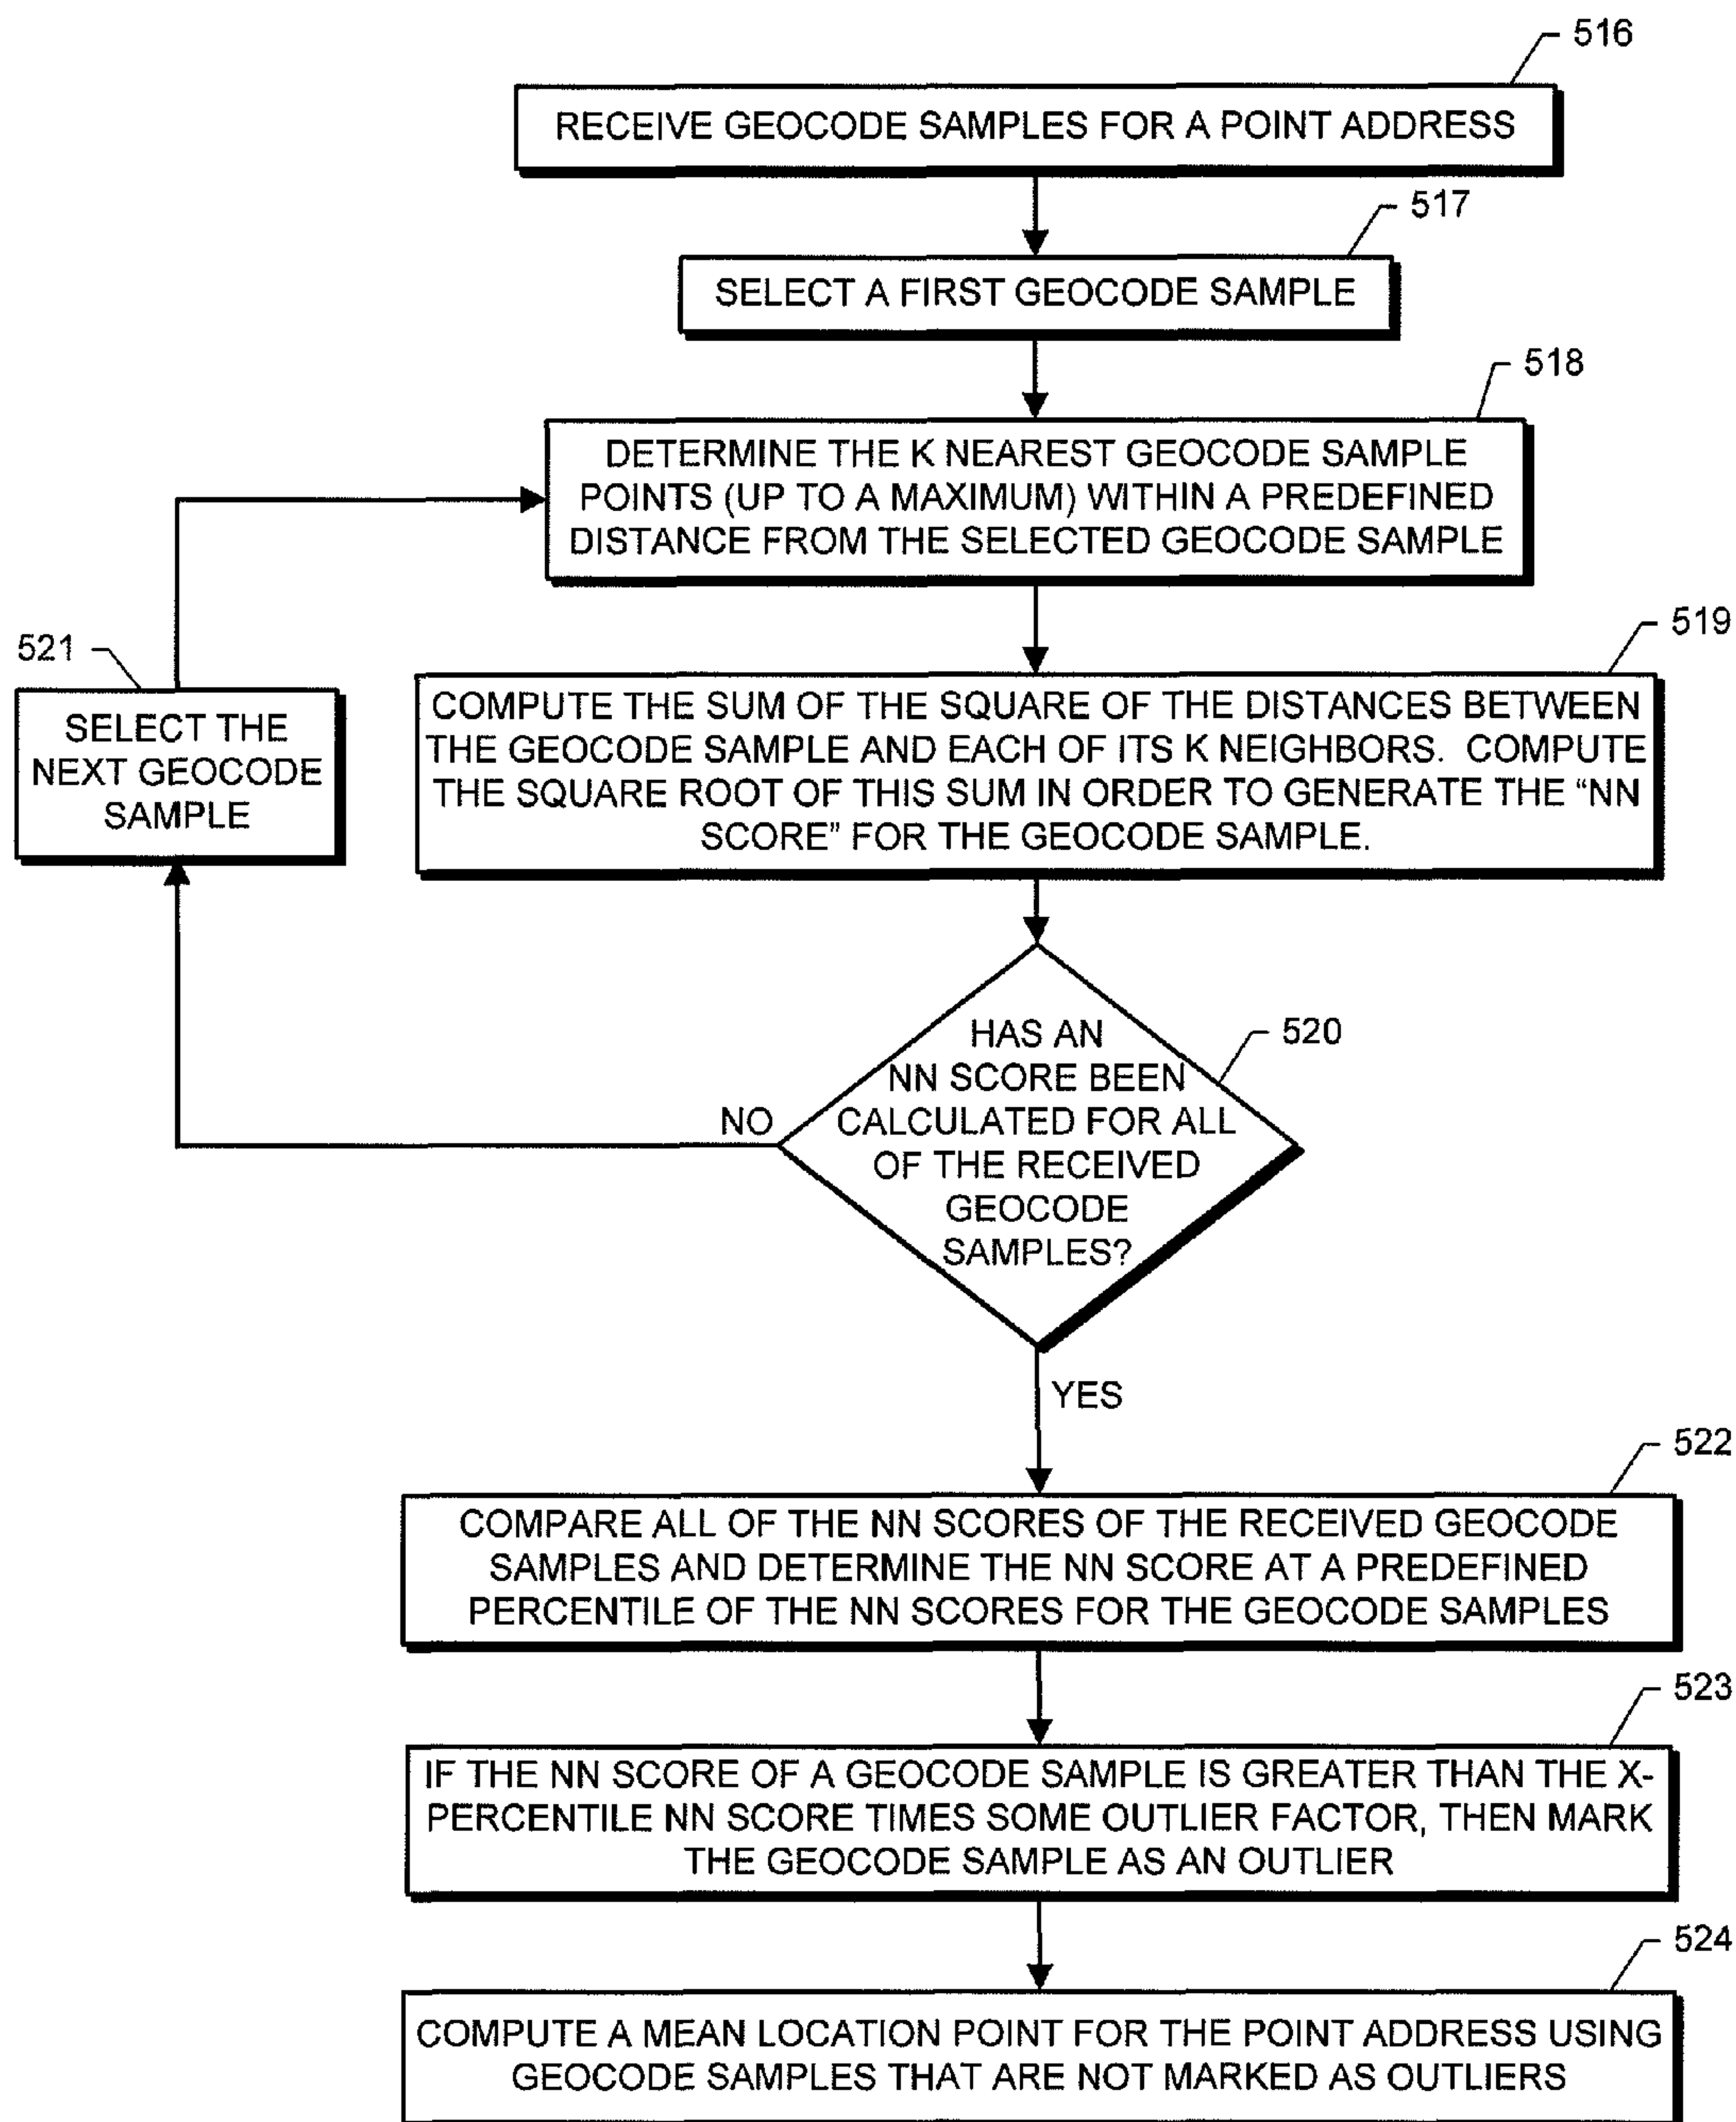 516
RECEIVE GEOCODE SAMPLES FOR A POINT ADDRESS
517
SELECT A FIRST GEOCODE SAMPLE
518
DETERMINE THE K NEAREST GEOCODE SAMPLE
POINTS (UP TO A MAXIMUM) WITHIN A PREDEFINED
DISTANCE FROM THE SELECTED GEOCODE SAMPLE
519
COMPUTE THE SUM OF THE SQUARE OF THE DISTANCES BETWEEN
THE GEOCODE SAMPLE AND EACH OF ITS K NEIGHBORS. COMPUTE
THE SQUARE ROOT OF THIS SUM IN ORDER TO GENERATE THE “NN
SCORE” FOR THE GEOCODE SAMPLE.
521
SELECT THE
NEXT GEOCODE
SAMPLE
520
HAS AN
NN SCORE BEEN
CALCULATED FOR ALL
OF THE RECEIVED
GEOCODE
SAMPLES?
NO
YES
522
COMPARE ALL OF THE NN SCORES OF THE RECEIVED GEOCODE
SAMPLES AND DETERMINE THE NN SCORE AT A PREDEFINED
PERCENTILE OF THE NN SCORES FOR THE GEOCODE SAMPLES
523
IF THE NN SCORE OF A GEOCODE SAMPLE IS GREATER THAN THE X-
PERCENTILE NN SCORE TIMES SOME OUTLIER FACTOR, THEN MARK
THE GEOCODE SAMPLE AS AN OUTLIER
524
COMPUTE A MEAN LOCATION POINT FOR THE POINT ADDRESS USING
GEOCODE SAMPLES THAT ARE NOT MARKED AS OUTLIERS